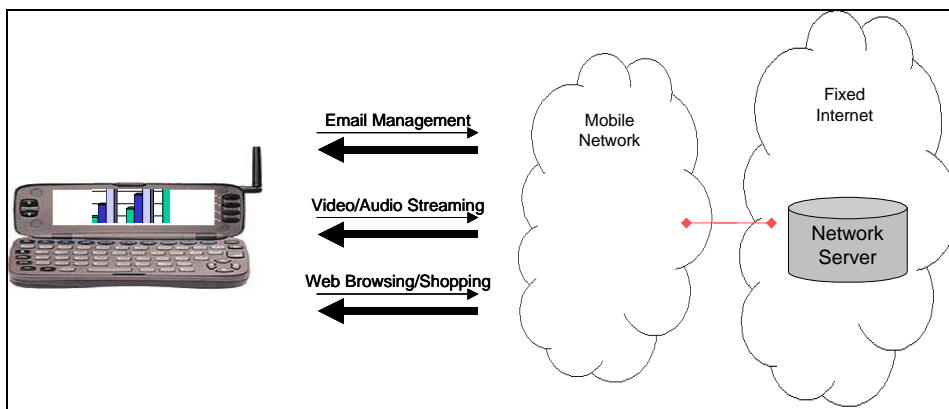 Email Management
Video/Audio Streaming
Web Browsing/Shopping
Mobile
Network
Fixed
Internet
Network
Server